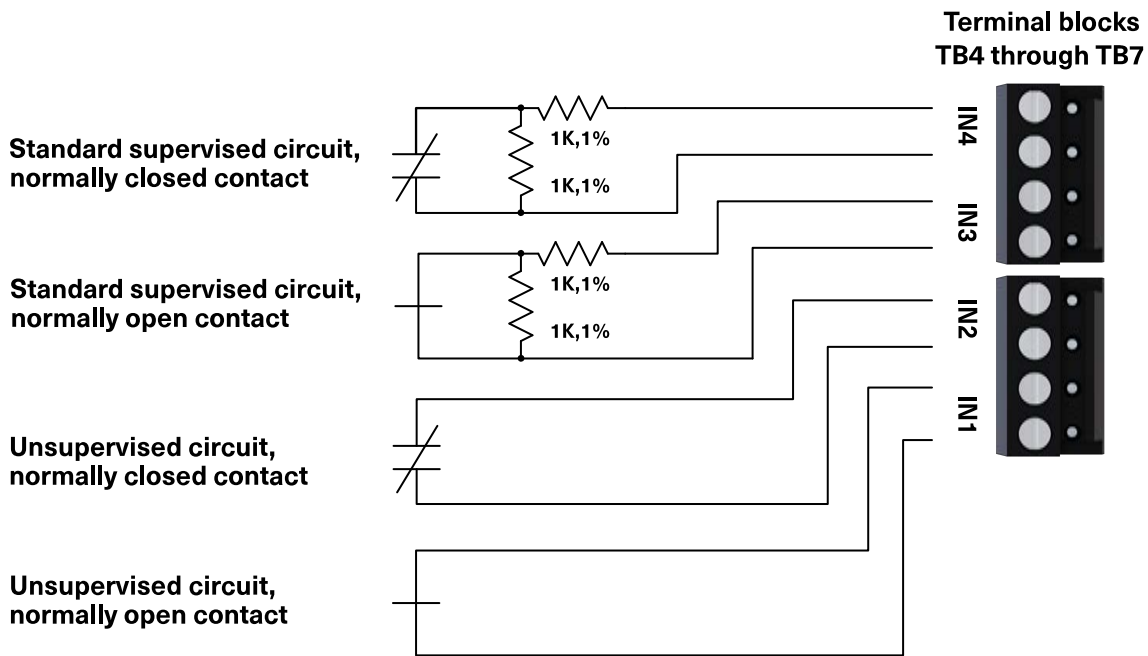 Terminal blocks
TB4 through TB7
Standard supervised circuit,
normally closed contact
1K,1%
1K,1%
IN4
Standard supervised circuit,
normally open contact
1K,1%
1K,1%
IN3
Unsupervised circuit,
normally closed contact
IN2
Unsupervised circuit,
normally open contact
IN1